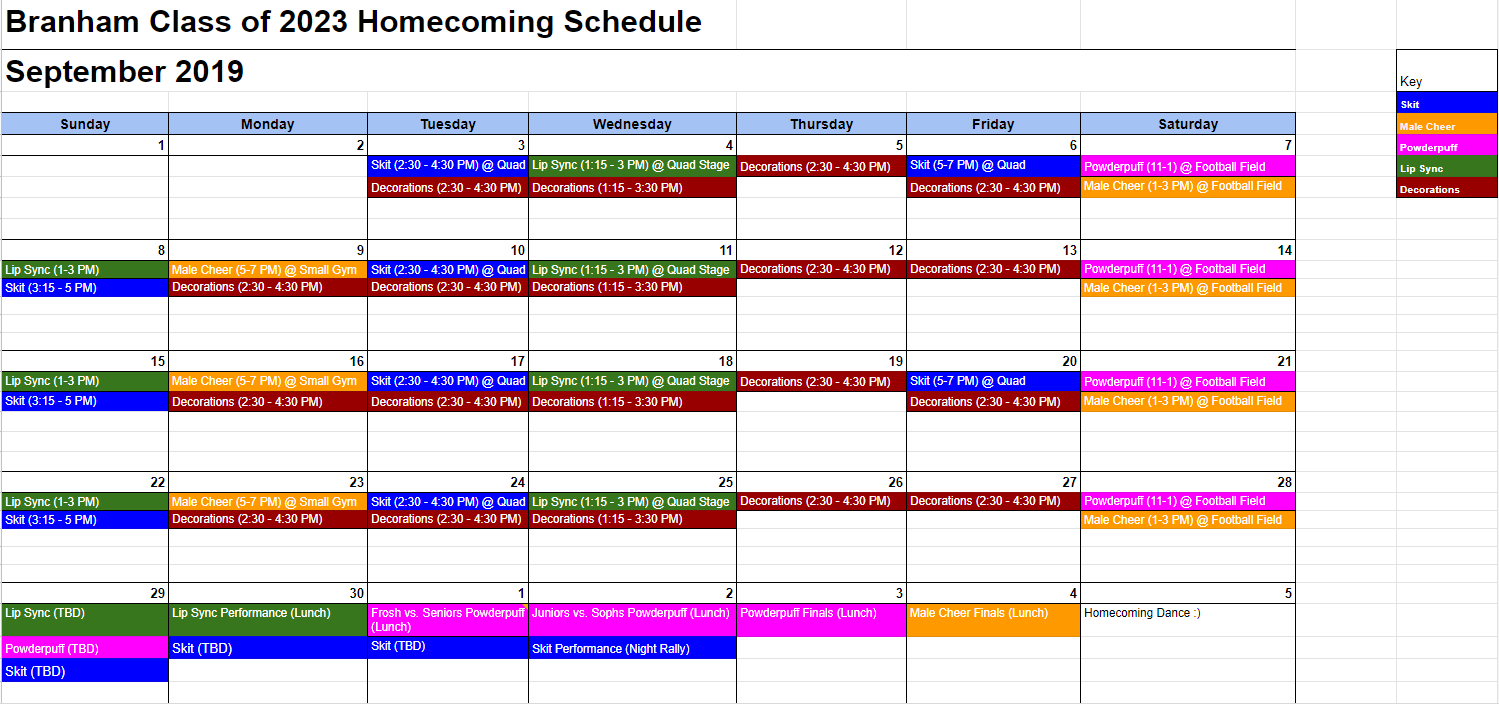 Branham Class of 2023 Homecoming Schedule
September 2019
Key
Skit
Male Cheer
Powderpuff
Lip Sync
Decorations
Sunday Monday Tuesday Wednesday Thursday Friday Saturday
1 2 3 4 5 6 7
Skit (2:30 - 4:30 PM) @ Quad Lip Sync (1:15 - 3 PM) @ Quad Stage Decorations (2:30 - 4:30 PM) Skit (5-7 PM) @ Quad Powderpuff (11-1) @ Football Field
Decorations (2:30 - 4:30 PM) Decorations (1:15 - 3:30 PM) Decorations (2:30 - 4:30 PM) Male Cheer (1-3 PM) @ Football Field
8 9 10 11 12 13 14
Lip Sync (1-3 PM) Male Cheer (5-7 PM) @ Small Gym Skit (2:30 - 4:30 PM) @ Quad Lip Sync (1:15 - 3 PM) @ Quad Stage Decorations (2:30 - 4:30 PM) Decorations (2:30 - 4:30 PM) Powderpuff (11-1) @ Football Field
Skit (3:15 - 5 PM) Decorations (2:30 - 4:30 PM) Decorations (2:30 - 4:30 PM) Decorations (1:15 - 3:30 PM) Male Cheer (1-3 PM) @ Football Field
15 16 17 18 19 20 21
Lip Sync (1-3 PM) Male Cheer (5-7 PM) @ Small Gym Skit (2:30 - 4:30 PM) @ Quad Lip Sync (1:15 - 3 PM) @ Quad Stage Decorations (2:30 - 4:30 PM) Skit (5-7 PM) @ Quad Powderpuff (11-1) @ Football Field
Skit (3:15 - 5 PM) Decorations (2:30 - 4:30 PM) Decorations (2:30 - 4:30 PM) Decorations (1:15 - 3:30 PM) Decorations (2:30 - 4:30 PM) Male Cheer (1-3 PM) @ Football Field
22 23 24 25 26 27 28
Lip Sync (1-3 PM) Male Cheer (5-7 PM) @ Small Gym Skit (2:30 - 4:30 PM) @ Quad Lip Sync (1:15 - 3 PM) @ Quad Stage Decorations (2:30 - 4:30 PM) Decorations (2:30 - 4:30 PM) Powderpuff (11-1) @ Football Field
Skit (3:15 - 5 PM) Decorations (2:30 - 4:30 PM) Decorations (2:30 - 4:30 PM) Decorations (1:15 - 3:30 PM) Male Cheer (1-3 PM) @ Football Field
29 30 1 2 3 4 5
Lip Sync (TBD) Lip Sync Performance (Lunch) Frosh vs. Seniors Powderpuff Juniors vs. Sophs Powderpuff (Lunch) Powderpuff Finals (Lunch) Male Cheer Finals (Lunch) Homecoming Dance :)
(Lunch)
Powderpuff (TBD) Skit (TBD) Skit (TBD) Skit Performance (Night Rally)
Skit (TBD)